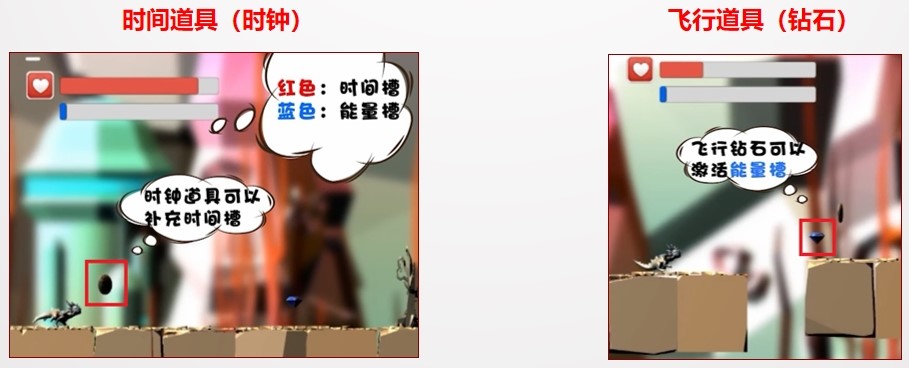 时间道具（时钟）
飞行道具（钻石）
红色：时间槽
蓝色：能量槽
时钟道具可以
补充时间槽
飞行钻石可以
激活能量槽